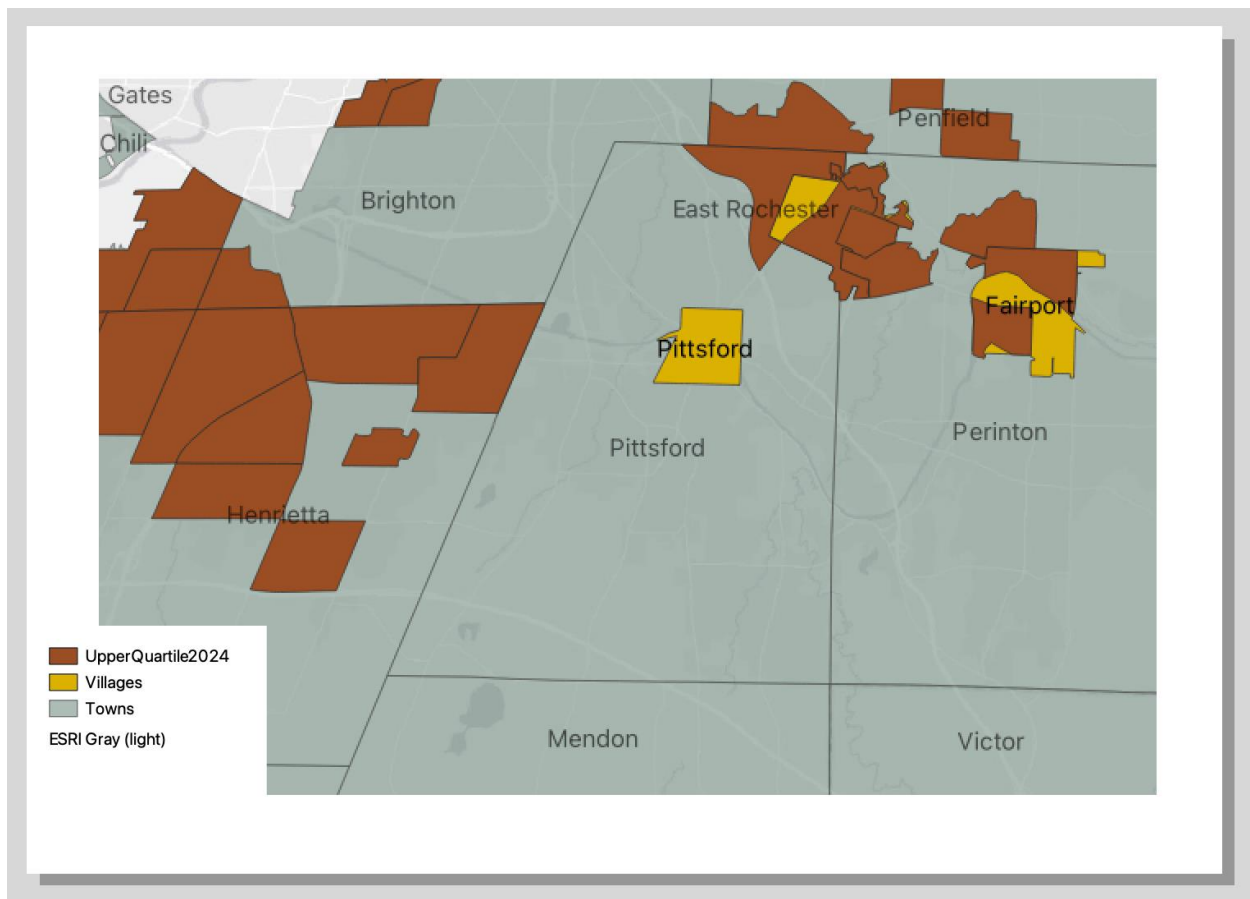 Gates
Penfield
Chili
Brighton
East Rochester
Fairport
Pittsford
Perinton
Pittsford
Henrietta
UpperQuartile2024
Villages
Towns
ESRI Gray (light)
Mendon
Victor